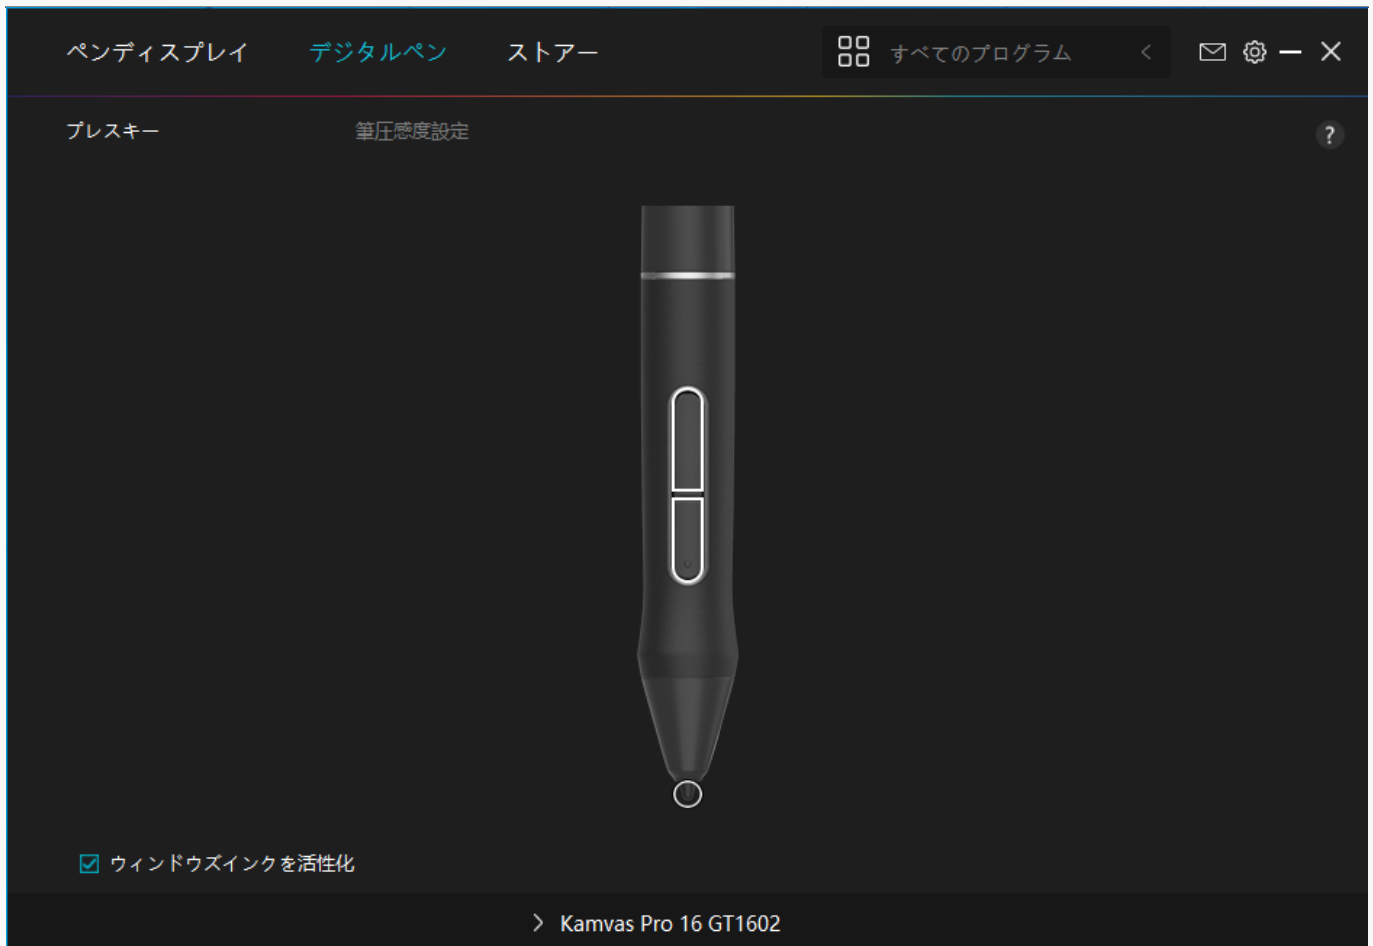 ペンディスプレイ デジタルペン ストアー すべてのプログラム
プレスキー 筆圧感度設定 ?
ウィンドウズインクを活性化
Kamvas Pro 16 GT1602